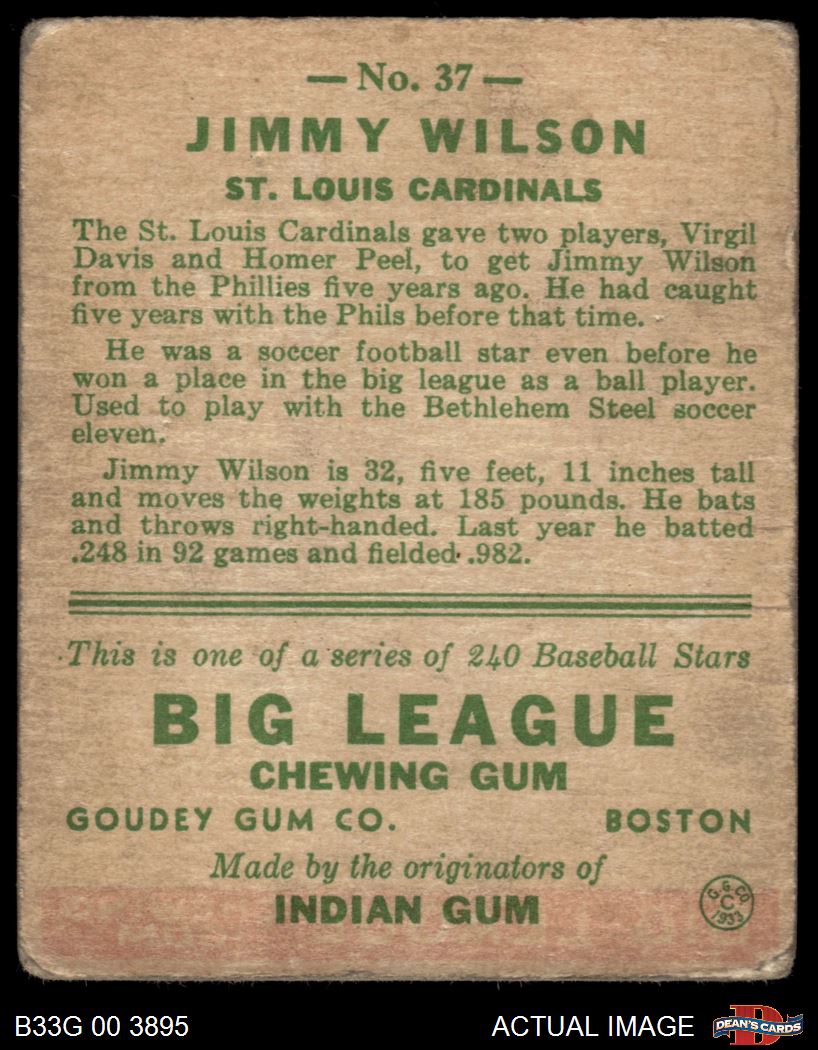 — No. 37 —
JIMMY WILSON
ST. LOUIS CARDINALS
The St. Louis Cardinals gave two players, Virgil
Davis and Homer Peel, to get Jimmy Wilson
from the Phillies five years ago. He had caught
five years with the Phils before that time.
He was a soccer football star even before he
won a place in the big league as a ball player.
Used to play with the Bethlehem Steel soccer
eleven.
Jimmy Wilson is 32, five feet, 11 inches tall
and moves the weights at 185 pounds. He bats
and throws right-handed. Last year he batted
.248 in 92 games and fielded .982.
This is one of a series of 240 Baseball Stars
BIG LEAGUE
CHEWING GUM
GOUDEY GUM CO. BOSTON
Made by the originators of
INDIAN GUM
G. G. CO.
C
1933
B33G 00 3895 ACTUAL IMAGE
D
DEAN'S CARDS